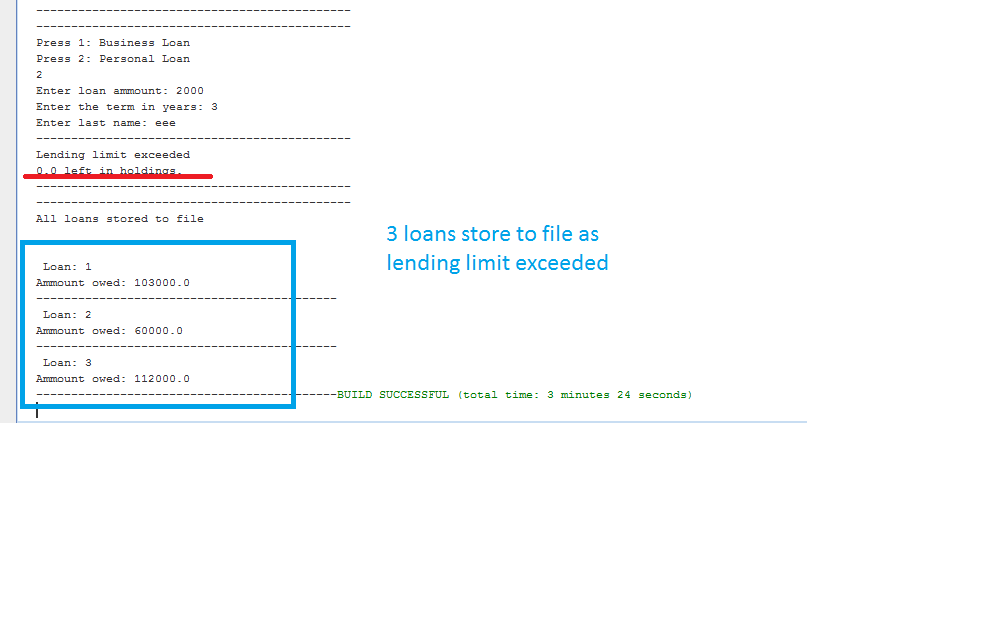 ---------------------------------------------
---------------------------------------------
Press 1: Business Loan
Press 2: Personal Loan
2
Enter loan ammount: 2000
Enter the term in years: 3
Enter last name: eee
---------------------------------------------
Lending limit exceeded
0.0 left in holdings.
---------------------------------------------
---------------------------------------------
All loans stored to file
3 loans store to file as
lending limit exceeded
Loan: 1
Ammount owed: 103000.0
-------------------------------------------
Loan: 2
Ammount owed: 60000.0
-------------------------------------------
Loan: 3
Ammount owed: 112000.0
-------------------------------------------BUILD SUCCESSFUL (total time: 3 minutes 24 seconds)